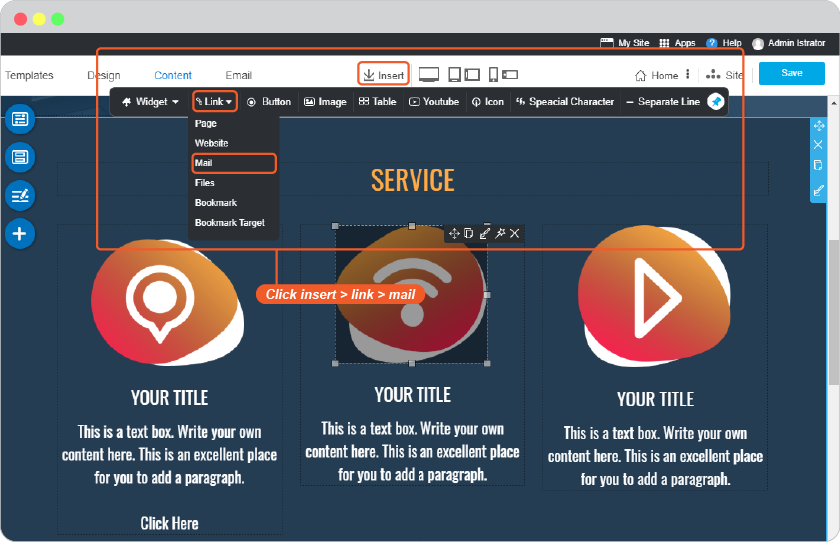 My Site Apps Help Admin Istrator
Templates Design Content Email Insert Home Site Save
Widget Link Button Image Table Youtube Icon Speacial Character Separate Line
Page
Website
Mail
Files
Bookmark
Bookmark Target
SERVICE
Click insert > link > mail
YOUR TITLE
This is a text box. Write your own
content here. This is an excellent place
for you to add a paragraph.
Click Here
YOUR TITLE
This is a text box. Write your own
content here. This is an excellent place
for you to add a paragraph.
YOUR TITLE
This is a text box. Write your own
content here. This is an excellent place
for you to add a paragraph.